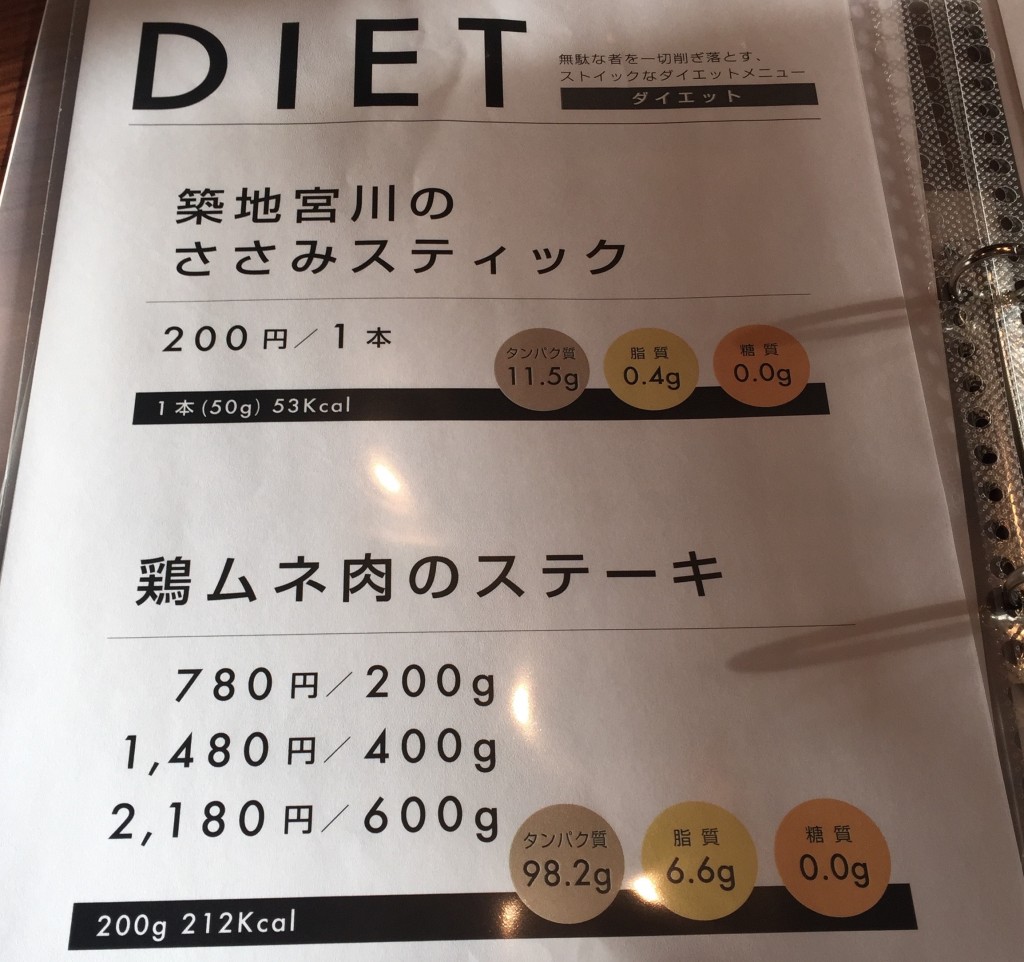 DIET
無駄な者を一切削ぎ落とす、
ストイックなダイエットメニュー
ダイエット
築地宮川の
ささみスティック
200円／1本
タンパク質
11.5g
脂質
0.4g
糖質
0.0g
1本(50g) 53Kcal
鶏ムネ肉のステーキ
780円／200g
1,480円／400g
2,180円／600g
タンパク質
98.2g
脂質
6.6g
糖質
0.0g
200g 212Kcal